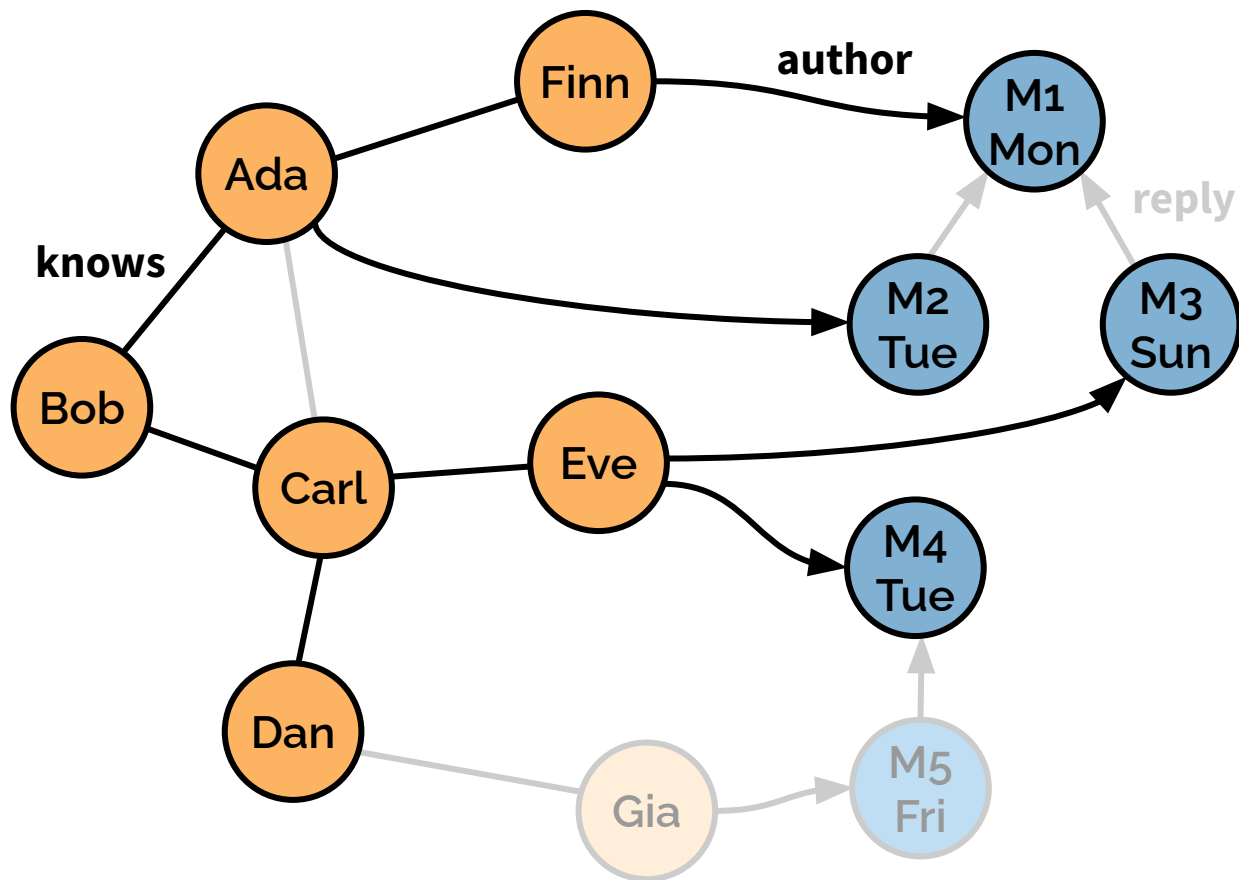 Finn
author
M1
Mon
Ada
reply
knows
M2
Tue
M3
Sun
Bob
Carl
Eve
M4
Tue
Dan
Gia
M5
Fri